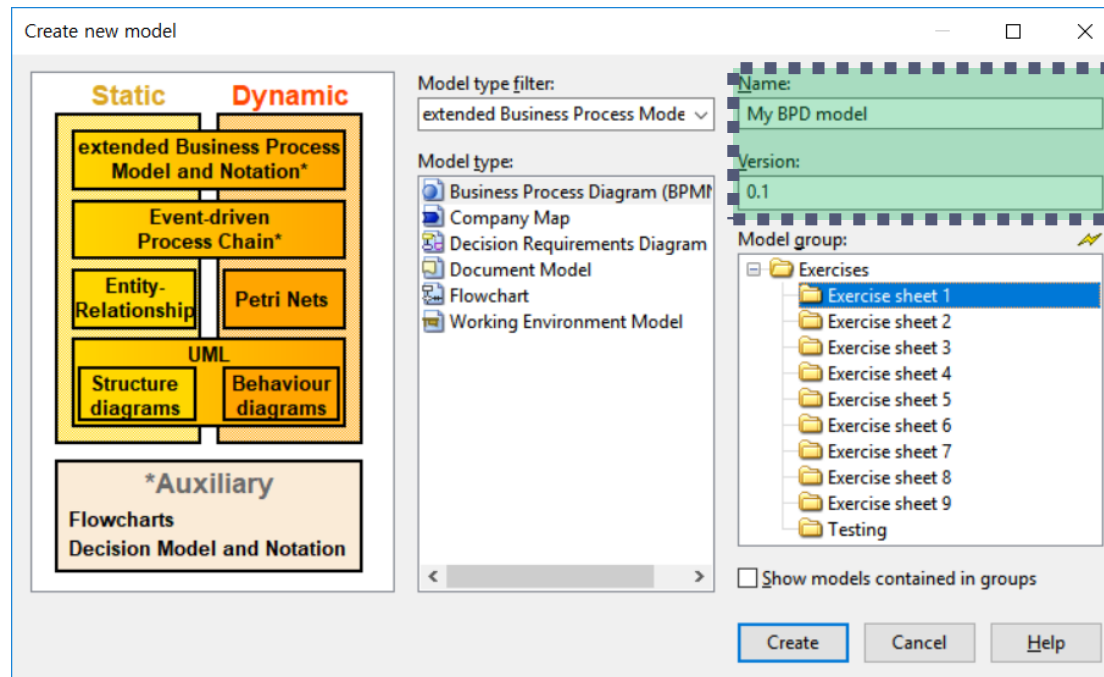 Create new model
Static
Dynamic
extended Business Process
Model and Notation*
Event-driven
Process Chain*
Entity-
Relationship
Petri Nets
UML
Structure
diagrams
Behaviour
diagrams
*Auxiliary
Flowcharts
Decision Model and Notation
Model type filter:
extended Business Process Mode
Model type:
Business Process Diagram (BPMN
Company Map
Decision Requirements Diagram
Document Model
Flowchart
Working Environment Model
Name:
My BPD model
Version:
0.1
Model group:
Exercises
Exercise sheet 1
Exercise sheet 2
Exercise sheet 3
Exercise sheet 4
Exercise sheet 5
Exercise sheet 6
Exercise sheet 7
Exercise sheet 8
Exercise sheet 9
Testing
Show models contained in groups
Create
Cancel
Help